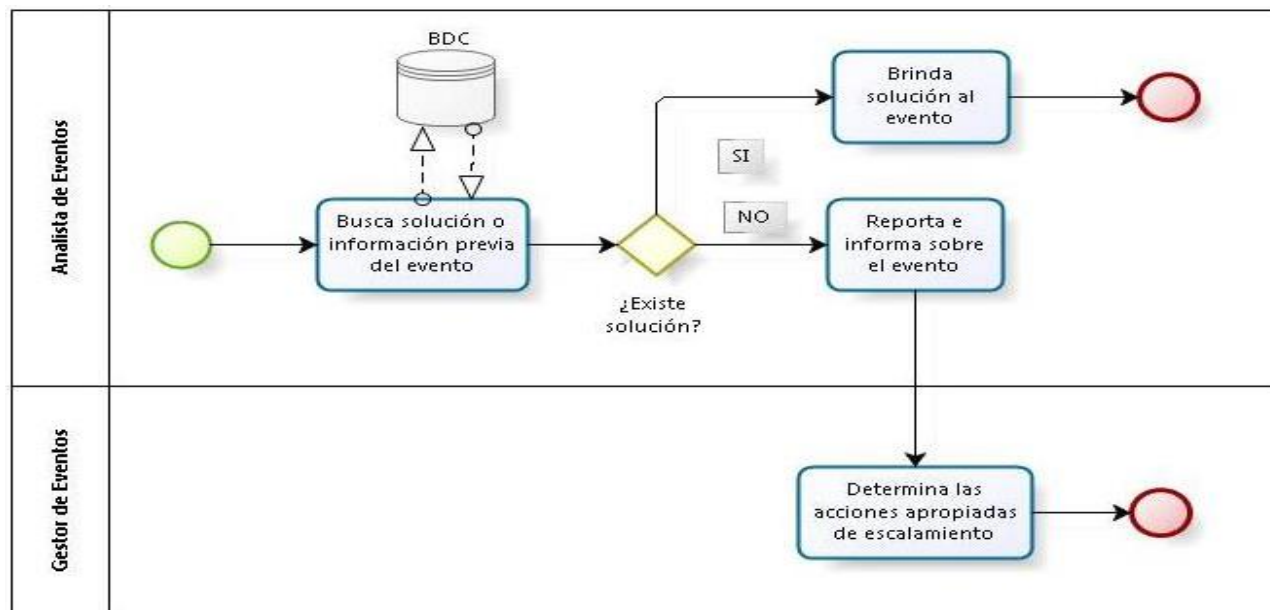 Analista de Eventos
BDC
Busca solución o
información previa
del evento
¿Existe
solución?
SI
NO
Brinda
solución al
evento
Reporta e
informa sobre
el evento
Gestor de Eventos
Determina las
acciones apropiadas
de escalamiento